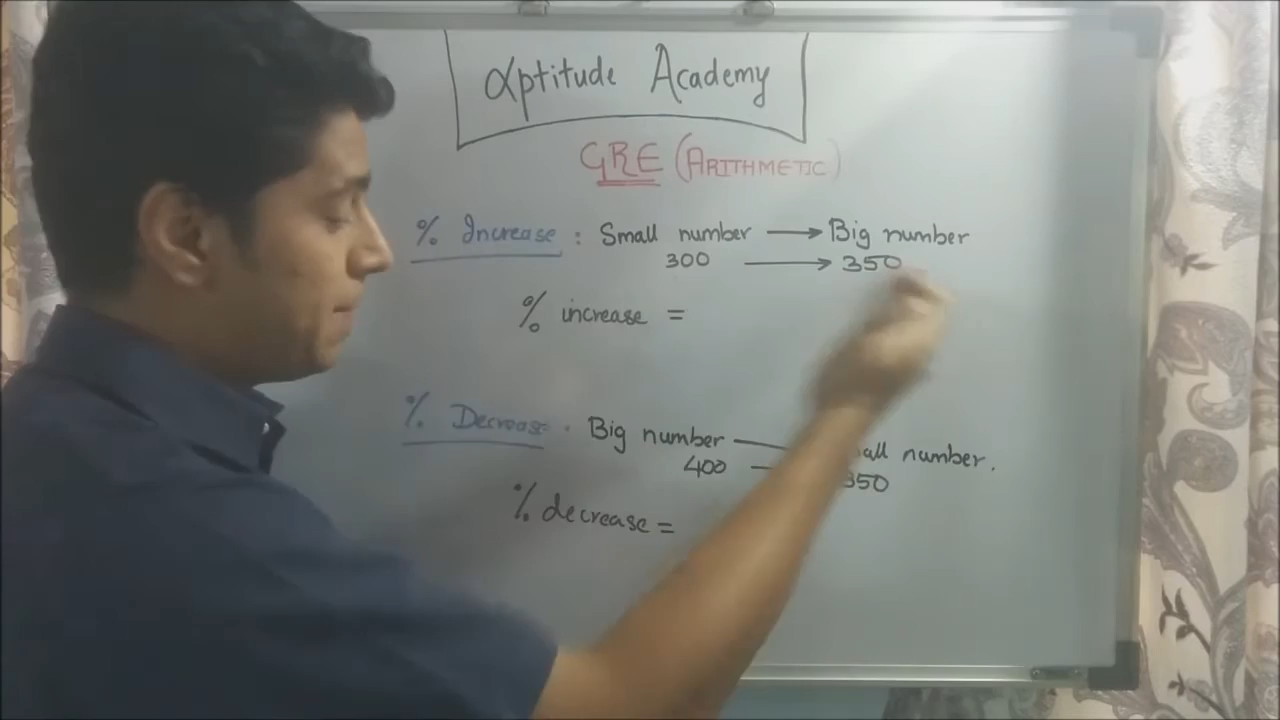 αptitude Academy
GRE (ARITHMETIC)
% Increase : Small number → Big number
300 → 350
% increase =
% Decrease : Big number — all number.
400 — 350
% decrease =